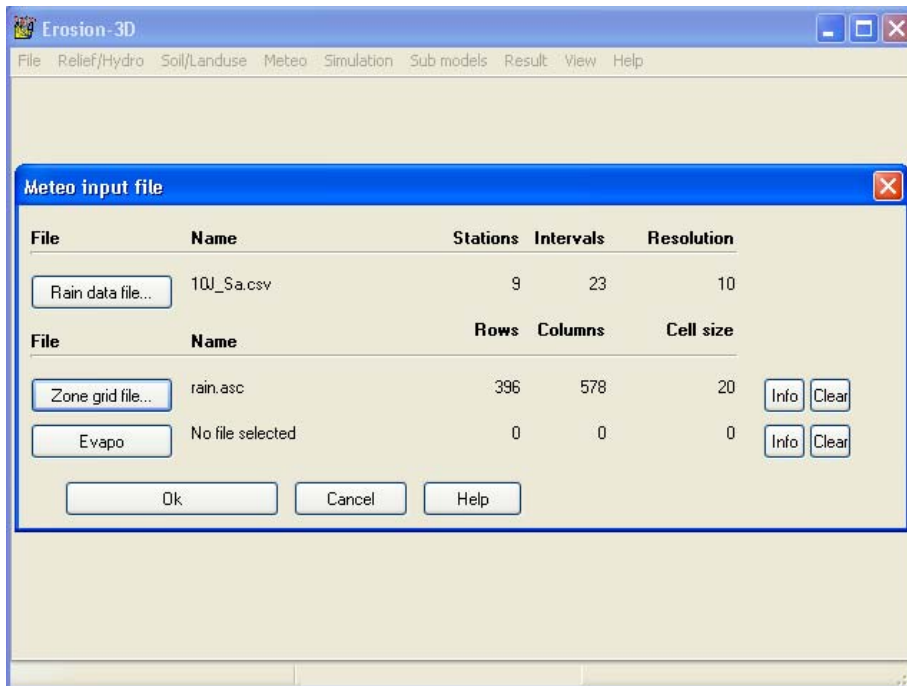 Erosion-3D
File Relief/Hydro Soil/Landuse Meteo Simulation Sub models Result View Help
Meteo input file
File Name Stations Intervals Resolution
Rain data file... 10J_Sa.csv 9 23 10
File Name Rows Columns Cell size
Zone grid file... rain.asc 396 578 20 Info Clear
Evapo No file selected 0 0 0 Info Clear
Ok Cancel Help